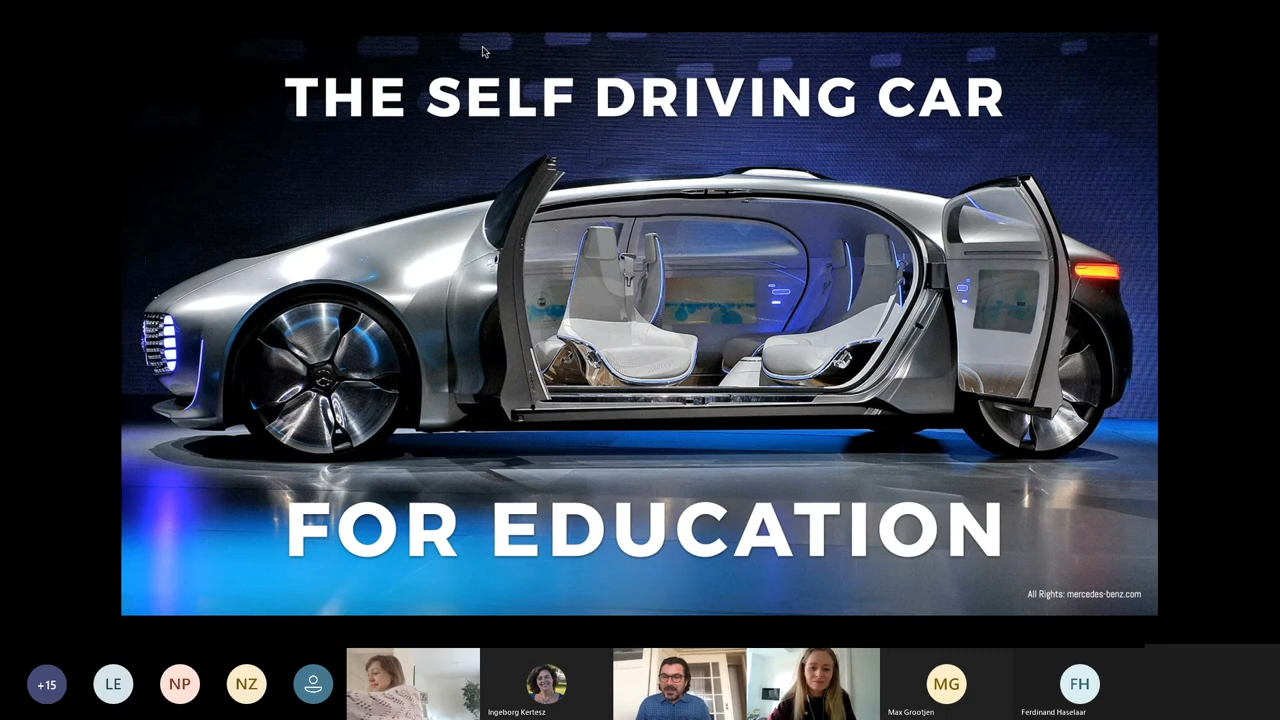 THE SELF DRIVING CAR
FOR EDUCATION
All Rights: mercedes-benz.com
+15
LE
NP
NZ
Ingeborg Kertesz
MG
Max Grootjen
FH
Ferdinand Haselaar